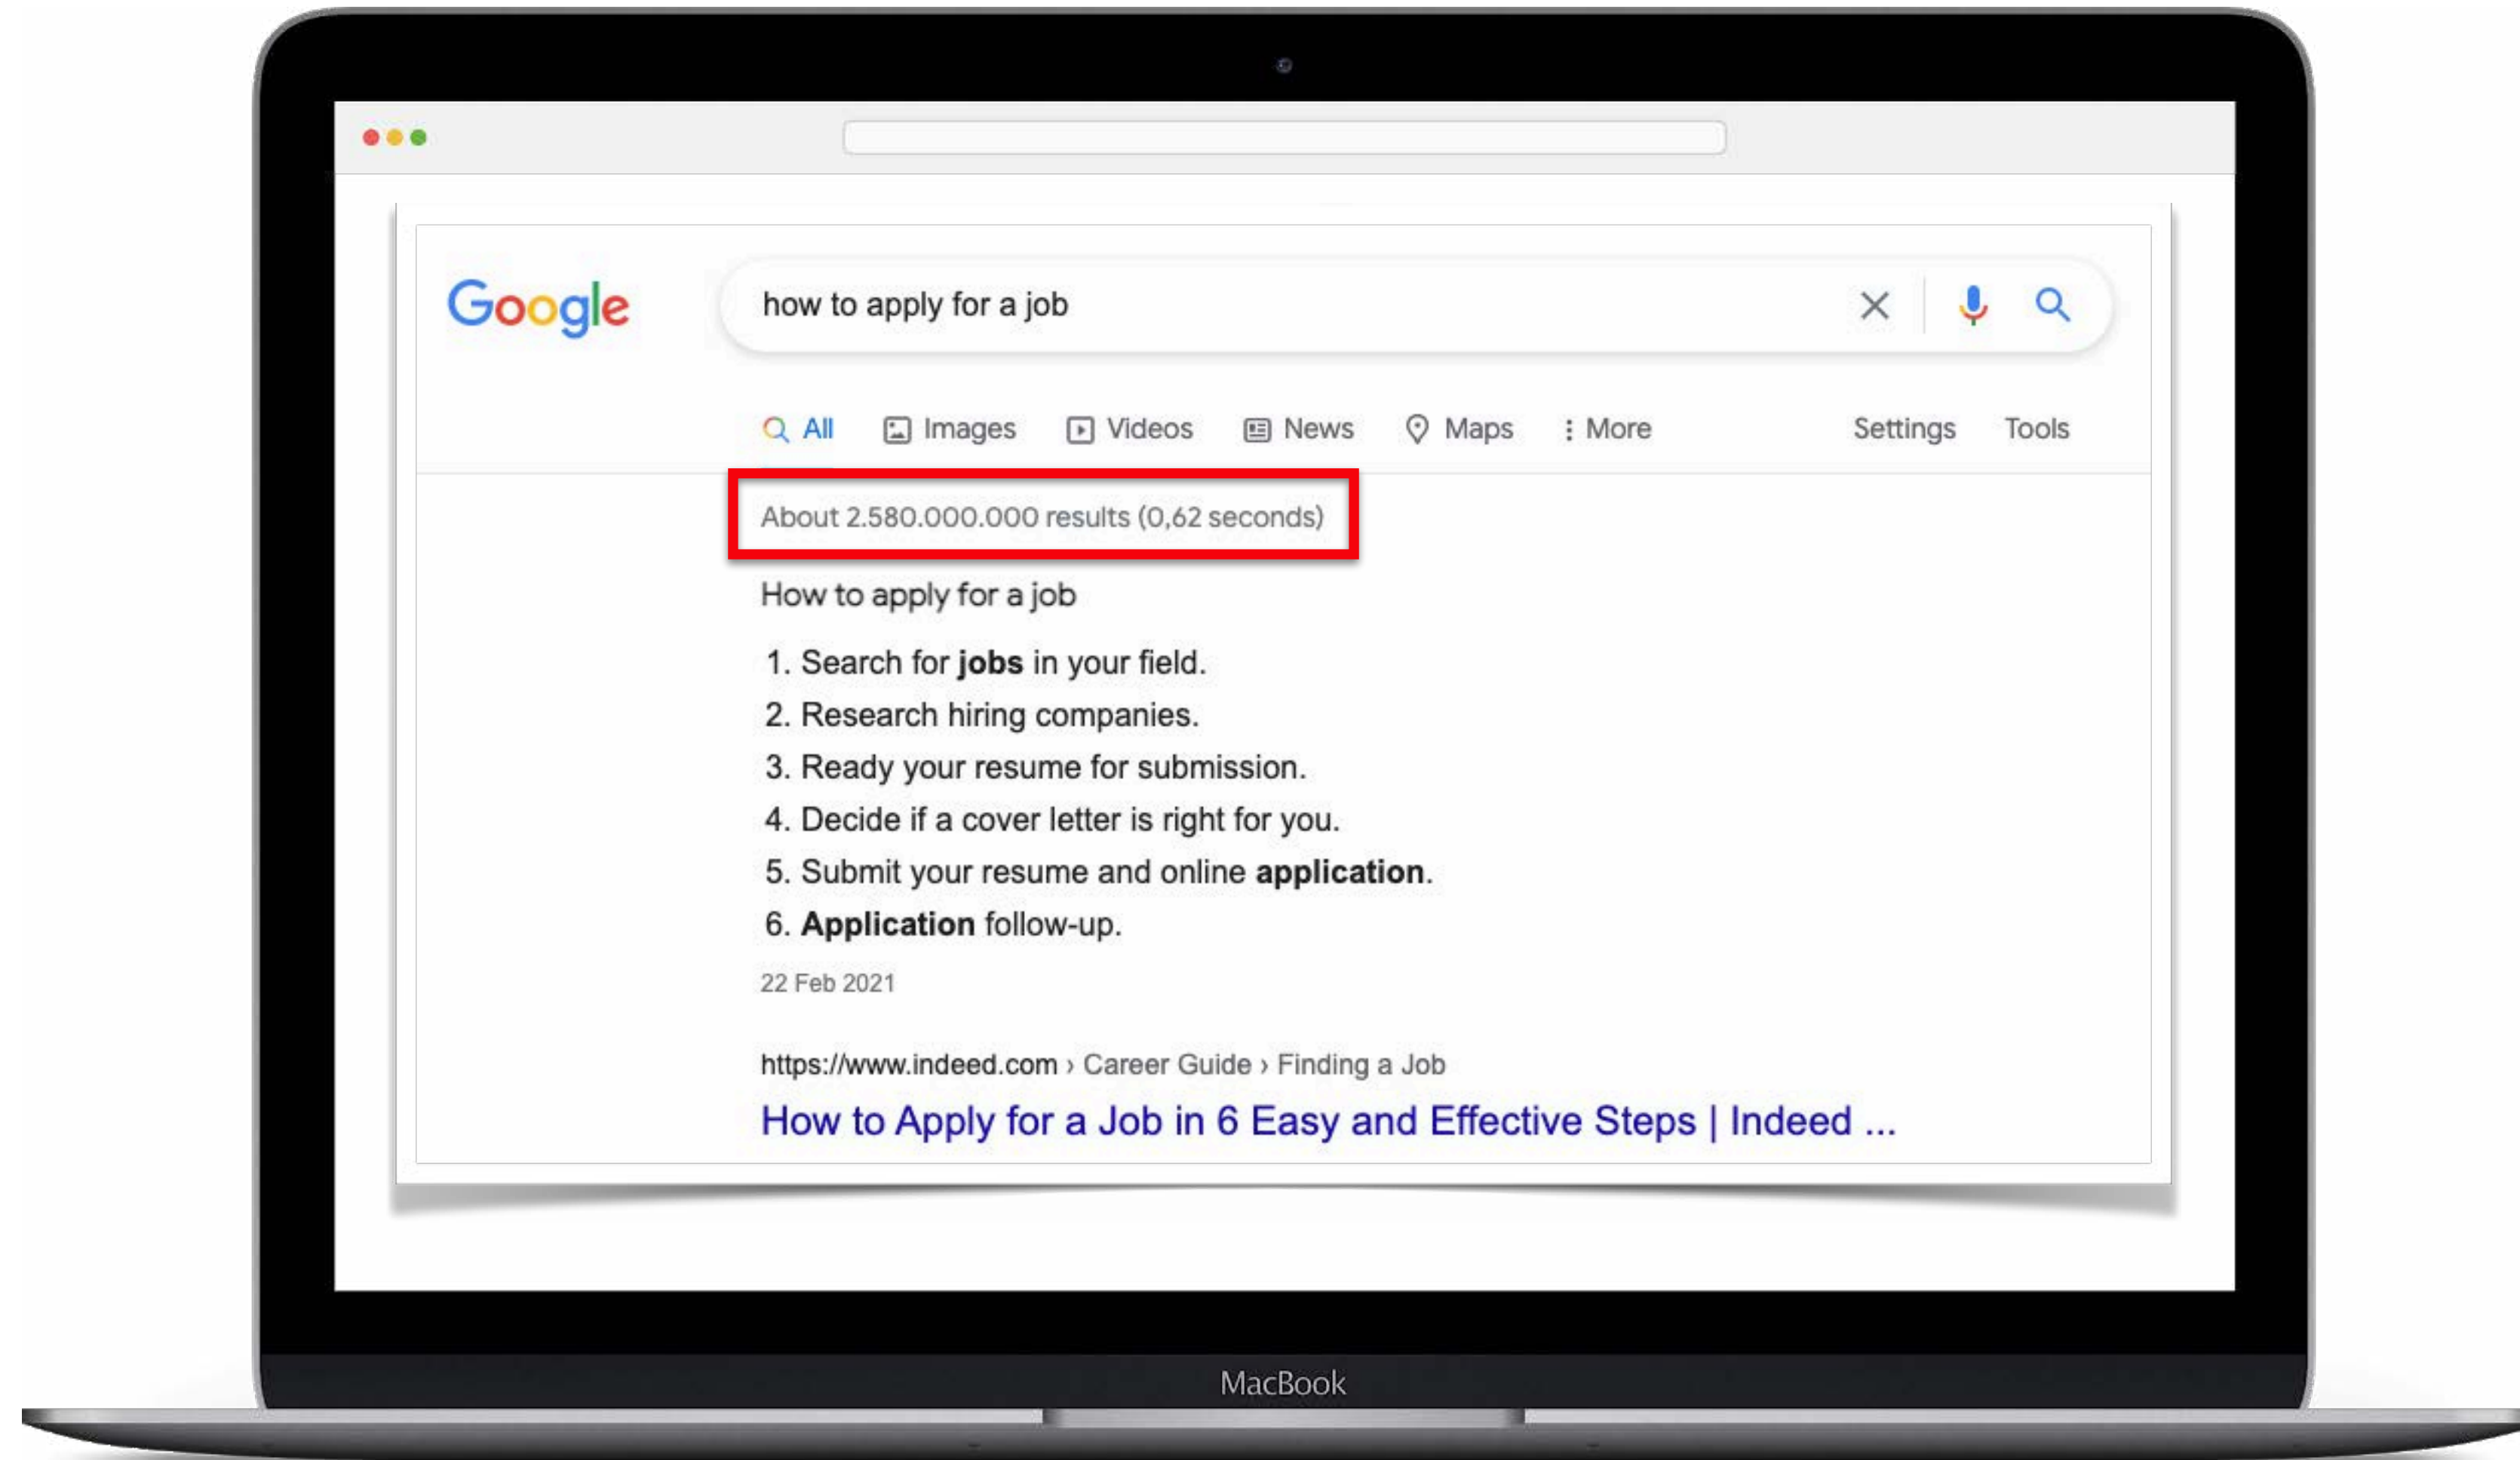 Google
how to apply for a job
All Images Videos News Maps More Settings Tools
About 2.580.000.000 results (0,62 seconds)
How to apply for a job
1. Search for jobs in your field.
2. Research hiring companies.
3. Ready your resume for submission.
4. Decide if a cover letter is right for you.
5. Submit your resume and online application.
6. Application follow-up.
22 Feb 2021
https://www.indeed.com › Career Guide › Finding a Job
How to Apply for a Job in 6 Easy and Effective Steps | Indeed ...
MacBook